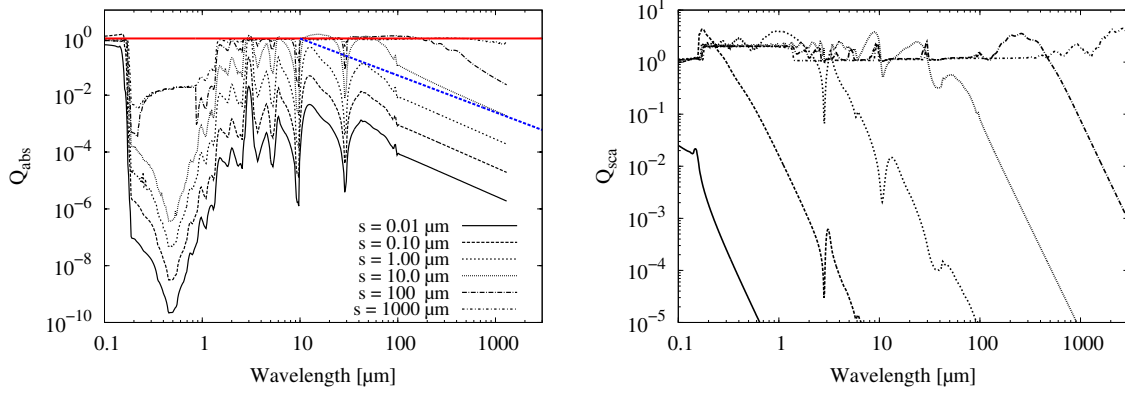 10^0
10^-2
10^-4
10^-6
10^-8
10^-10
Q_abs
0.1 1 10 100 1000
Wavelength [µm]
s = 0.01 µm
s = 0.10 µm
s = 1.00 µm
s = 10.0 µm
s = 100 µm
s = 1000 µm
10^1
10^0
10^-1
10^-2
10^-3
10^-4
10^-5
Q_sca
0.1 1 10 100 1000
Wavelength [µm]